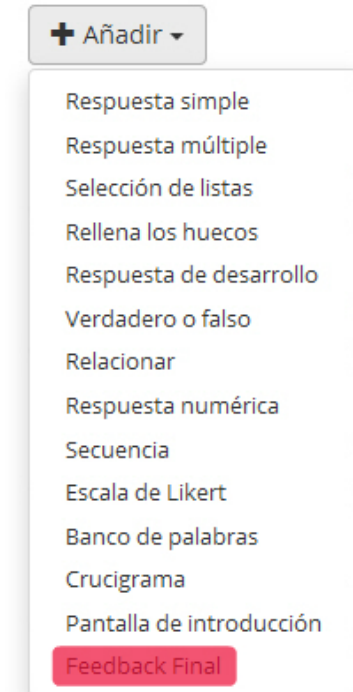 Añadir
Respuesta simple
Respuesta múltiple
Selección de listas
Rellena los huecos
Respuesta de desarrollo
Verdadero o falso
Relacionar
Respuesta numérica
Secuencia
Escala de Likert
Banco de palabras
Crucigrama
Pantalla de introducción
Feedback Final